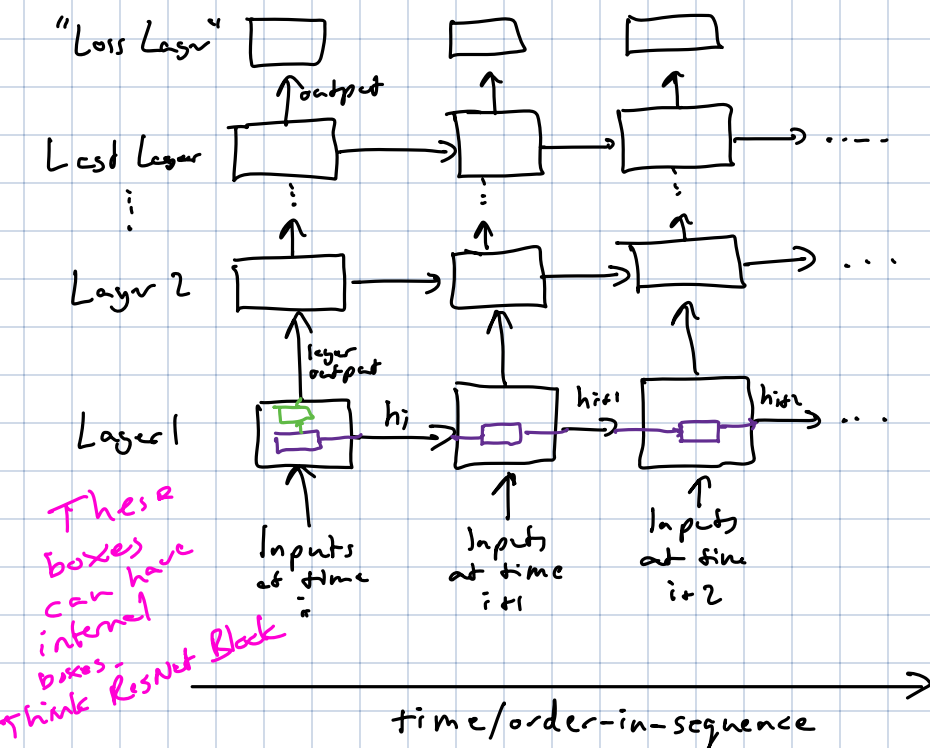 "Loss Layer"
output
Last Layer
Layer 2
layer
output
Layer 1
hi
hi+1
hi+2
Inputs
at time
i
Inputs
at time
i+1
Inputs
at time
i+2
These
boxes
can have
internal
boxes.
Think ResNet Block
time/order-in-sequence